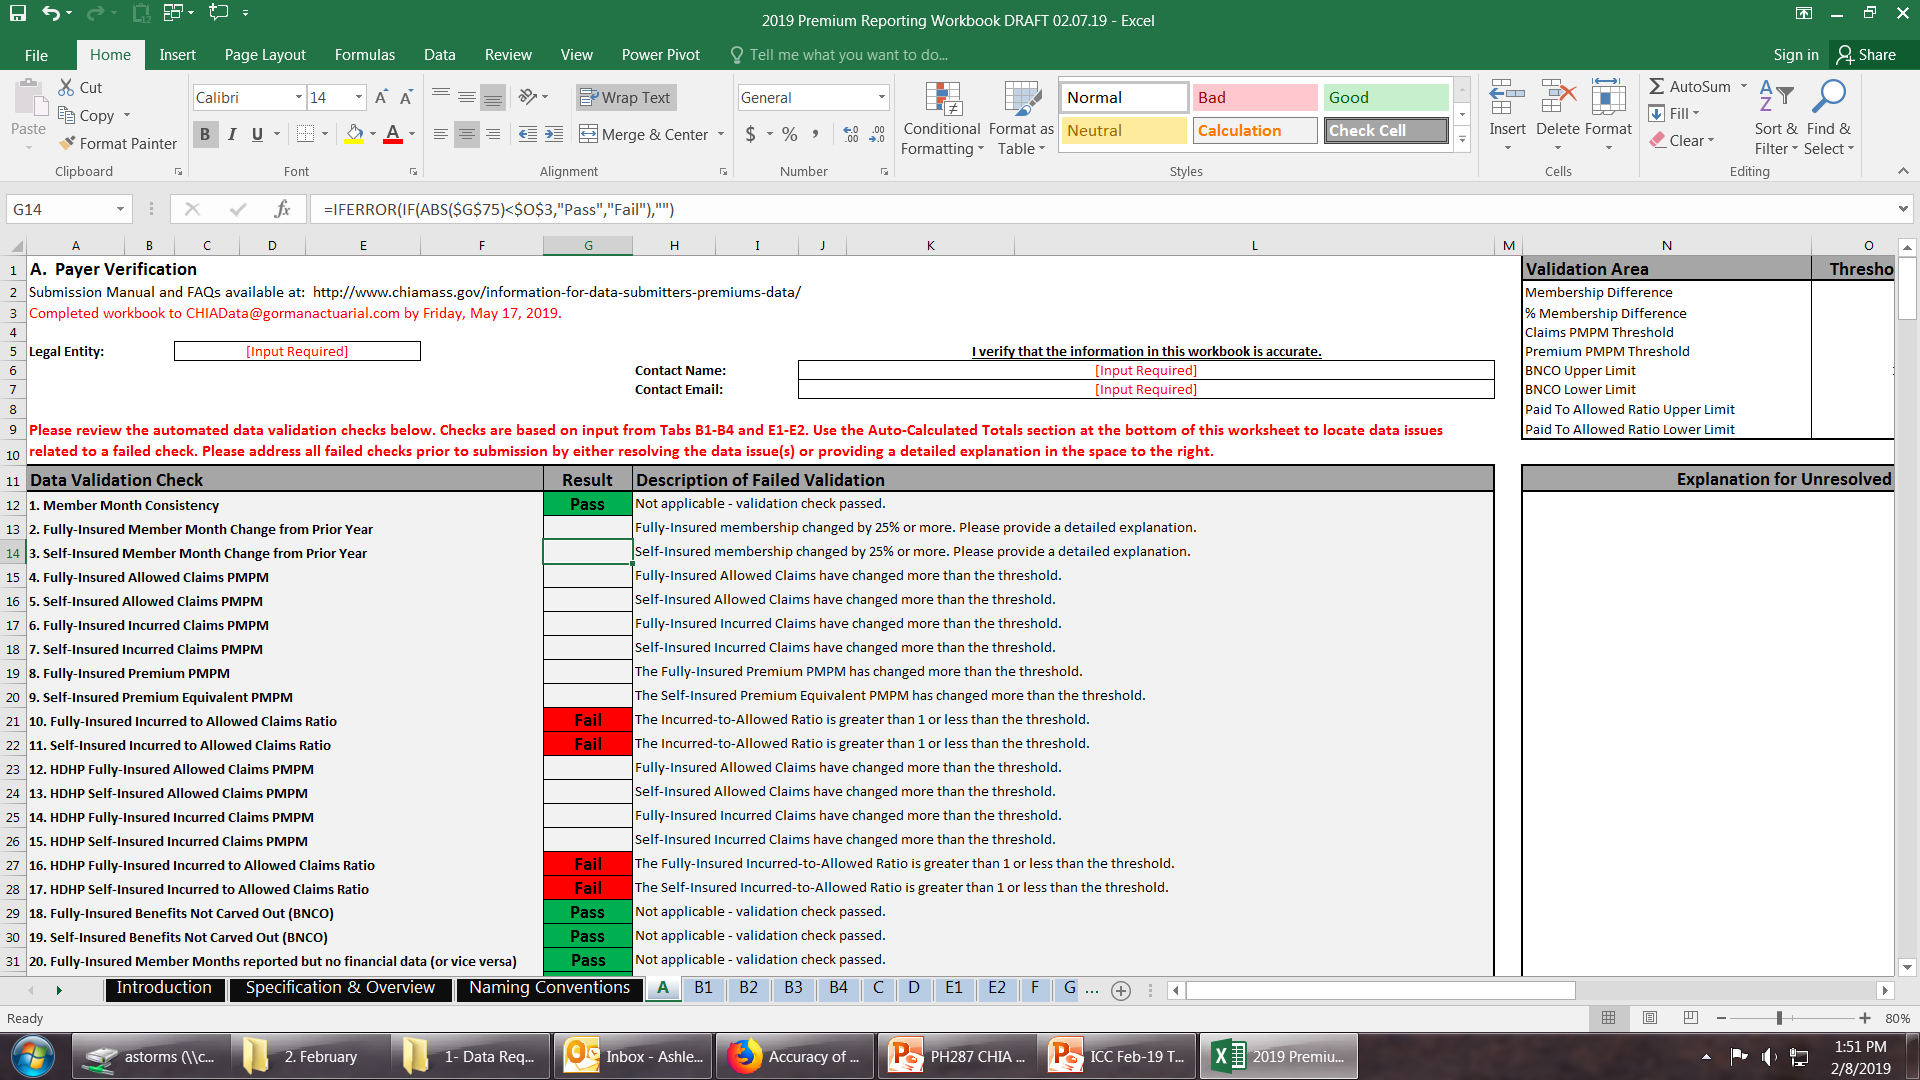 2019 Premium Reporting Workbook DRAFT 02.07.19 - Excel
File Home Insert Page Layout Formulas Data Review View Power Pivot Tell me what you want to do... Sign in Share
Paste
Cut
Copy
Format Painter
Clipboard
Calibri 14
B I U
Font
Wrap Text
Merge & Center
Alignment
General
$ % ,
Number
Conditional Formatting
Format as Table
Normal Bad Good
Neutral Calculation Check Cell
Styles
Insert Delete Format
Cells
AutoSum
Fill
Clear
Sort & Filter
Find & Select
Editing
G14 fx =IFERROR(IF(ABS($G$75)<$O$3,"Pass","Fail"),"")
A B C D E F G H I J K L M N O
1 A. Payer Verification Validation Area Thresho
2 Submission Manual and FAQs available at: http://www.chiamass.gov/information-for-data-submitters-premiums-data/ Membership Difference
3 Completed workbook to CHIAData@gormanactuarial.com by Friday, May 17, 2019. % Membership Difference
4 Claims PMPM Threshold
5 Legal Entity: [Input Required] I verify that the information in this workbook is accurate. Premium PMPM Threshold
6 Contact Name: [Input Required] BNCO Upper Limit
7 Contact Email: [Input Required] BNCO Lower Limit
8 Paid To Allowed Ratio Upper Limit
9 Please review the automated data validation checks below. Checks are based on input from Tabs B1-B4 and E1-E2. Use the Auto-Calculated Totals section at the bottom of this worksheet to locate data issues Paid To Allowed Ratio Lower Limit
10 related to a failed check. Please address all failed checks prior to submission by either resolving the data issue(s) or providing a detailed explanation in the space to the right.
11 Data Validation Check Result Description of Failed Validation Explanation for Unresolved
12 1. Member Month Consistency Pass Not applicable - validation check passed.
13 2. Fully-Insured Member Month Change from Prior Year Fully-Insured membership changed by 25% or more. Please provide a detailed explanation.
14 3. Self-Insured Member Month Change from Prior Year Self-Insured membership changed by 25% or more. Please provide a detailed explanation.
15 4. Fully-Insured Allowed Claims PMPM Fully-Insured Allowed Claims have changed more than the threshold.
16 5. Self-Insured Allowed Claims PMPM Self-Insured Allowed Claims have changed more than the threshold.
17 6. Fully-Insured Incurred Claims PMPM Fully-Insured Incurred Claims have changed more than the threshold.
18 7. Self-Insured Incurred Claims PMPM Self-Insured Incurred Claims have changed more than the threshold.
19 8. Fully-Insured Premium PMPM The Fully-Insured Premium PMPM has changed more than the threshold.
20 9. Self-Insured Premium Equivalent PMPM The Self-Insured Premium Equivalent PMPM has changed more than the threshold.
21 10. Fully-Insured Incurred to Allowed Claims Ratio Fail The Incurred-to-Allowed Ratio is greater than 1 or less than the threshold.
22 11. Self-Insured Incurred to Allowed Claims Ratio Fail The Incurred-to-Allowed Ratio is greater than 1 or less than the threshold.
23 12. HDHP Fully-Insured Allowed Claims PMPM Fully-Insured Allowed Claims have changed more than the threshold.
24 13. HDHP Self-Insured Allowed Claims PMPM Self-Insured Allowed Claims have changed more than the threshold.
25 14. HDHP Fully-Insured Incurred Claims PMPM Fully-Insured Incurred Claims have changed more than the threshold.
26 15. HDHP Self-Insured Incurred Claims PMPM Self-Insured Incurred Claims have changed more than the threshold.
27 16. HDHP Fully-Insured Incurred to Allowed Claims Ratio Fail The Fully-Insured Incurred-to-Allowed Ratio is greater than 1 or less than the threshold.
28 17. HDHP Self-Insured Incurred to Allowed Claims Ratio Fail The Self-Insured Incurred-to-Allowed Ratio is greater than 1 or less than the threshold.
29 18. Fully-Insured Benefits Not Carved Out (BNCO) Pass Not applicable - validation check passed.
30 19. Self-Insured Benefits Not Carved Out (BNCO) Pass Not applicable - validation check passed.
31 20. Fully-Insured Member Months reported but no financial data (or vice versa) Pass Not applicable - validation check passed.
Introduction Specification & Overview Naming Conventions A B1 B2 B3 B4 C D E1 E2 F G ...
Ready 80%
astorms (\\c... 2. February 1- Data Req... Inbox - Ashle... Accuracy of ... PH287 CHIA ... ICC Feb-19 T... 2019 Premiu... 1:51 PM
2/8/2019